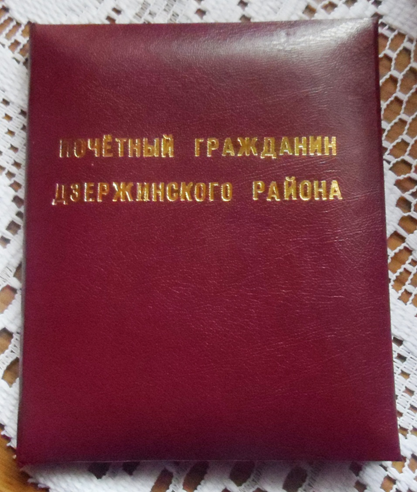 ПОЧЁТНЫЙ ГРАЖДАНИН
ДЗЕРЖИНСКОГО РАЙОНА